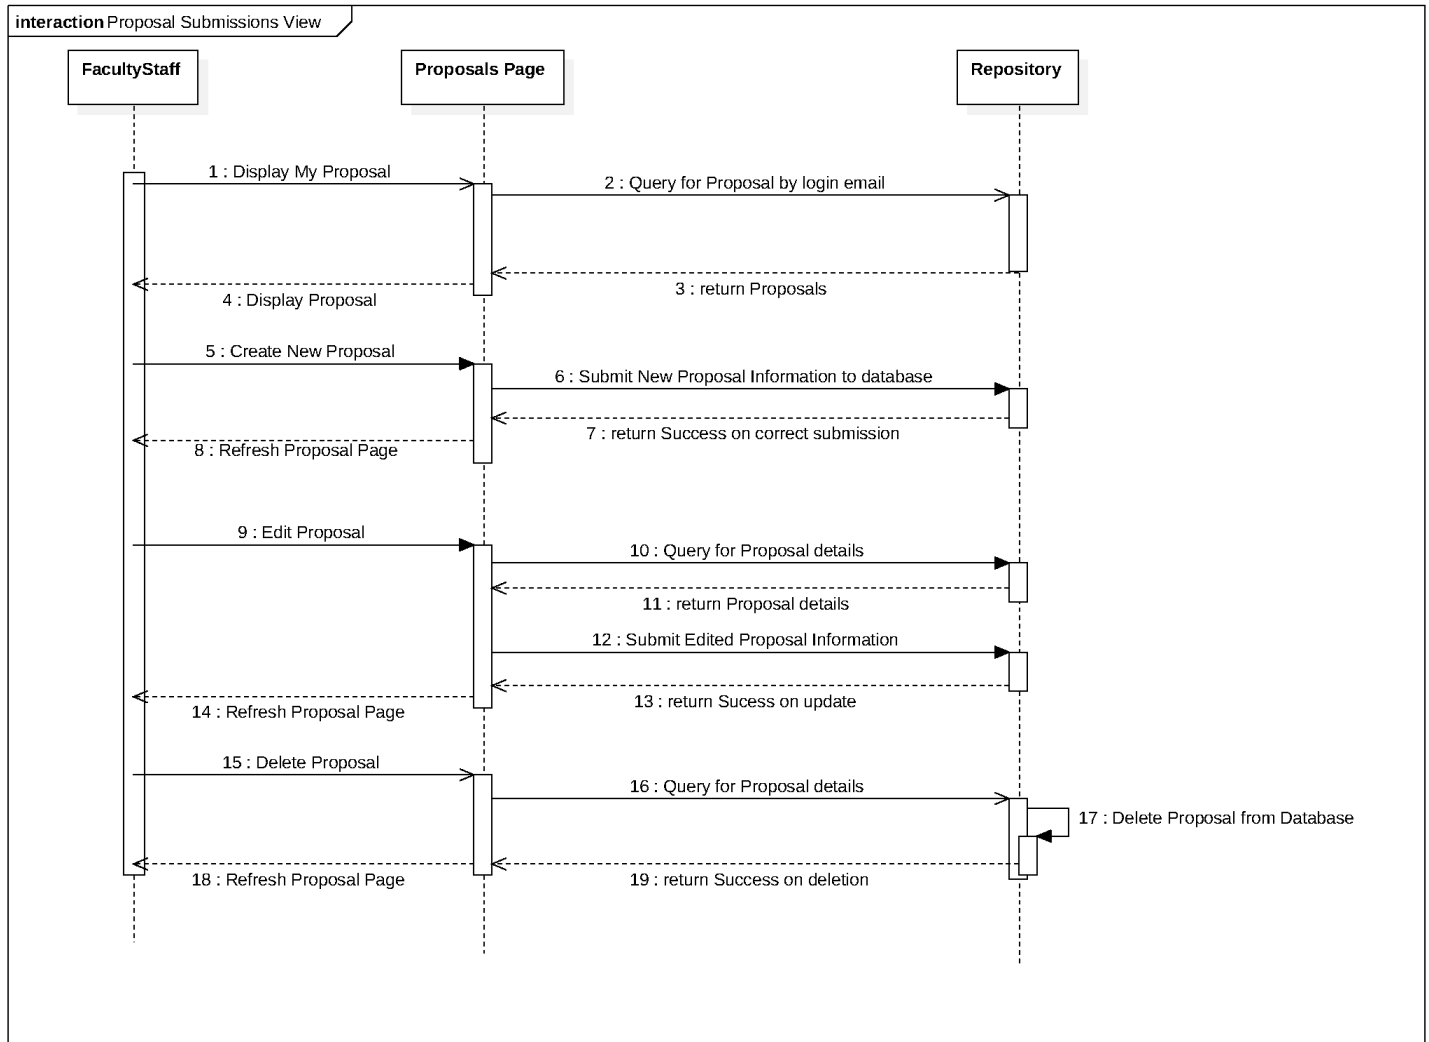 interaction Proposal Submissions View
FacultyStaff
Proposals Page
Repository
1 : Display My Proposal
2 : Query for Proposal by login email
3 : return Proposals
4 : Display Proposal
5 : Create New Proposal
6 : Submit New Proposal Information to database
7 : return Success on correct submission
8 : Refresh Proposal Page
9 : Edit Proposal
10 : Query for Proposal details
11 : return Proposal details
12 : Submit Edited Proposal Information
13 : return Sucess on update
14 : Refresh Proposal Page
15 : Delete Proposal
16 : Query for Proposal details
17 : Delete Proposal from Database
18 : Refresh Proposal Page
19 : return Success on deletion